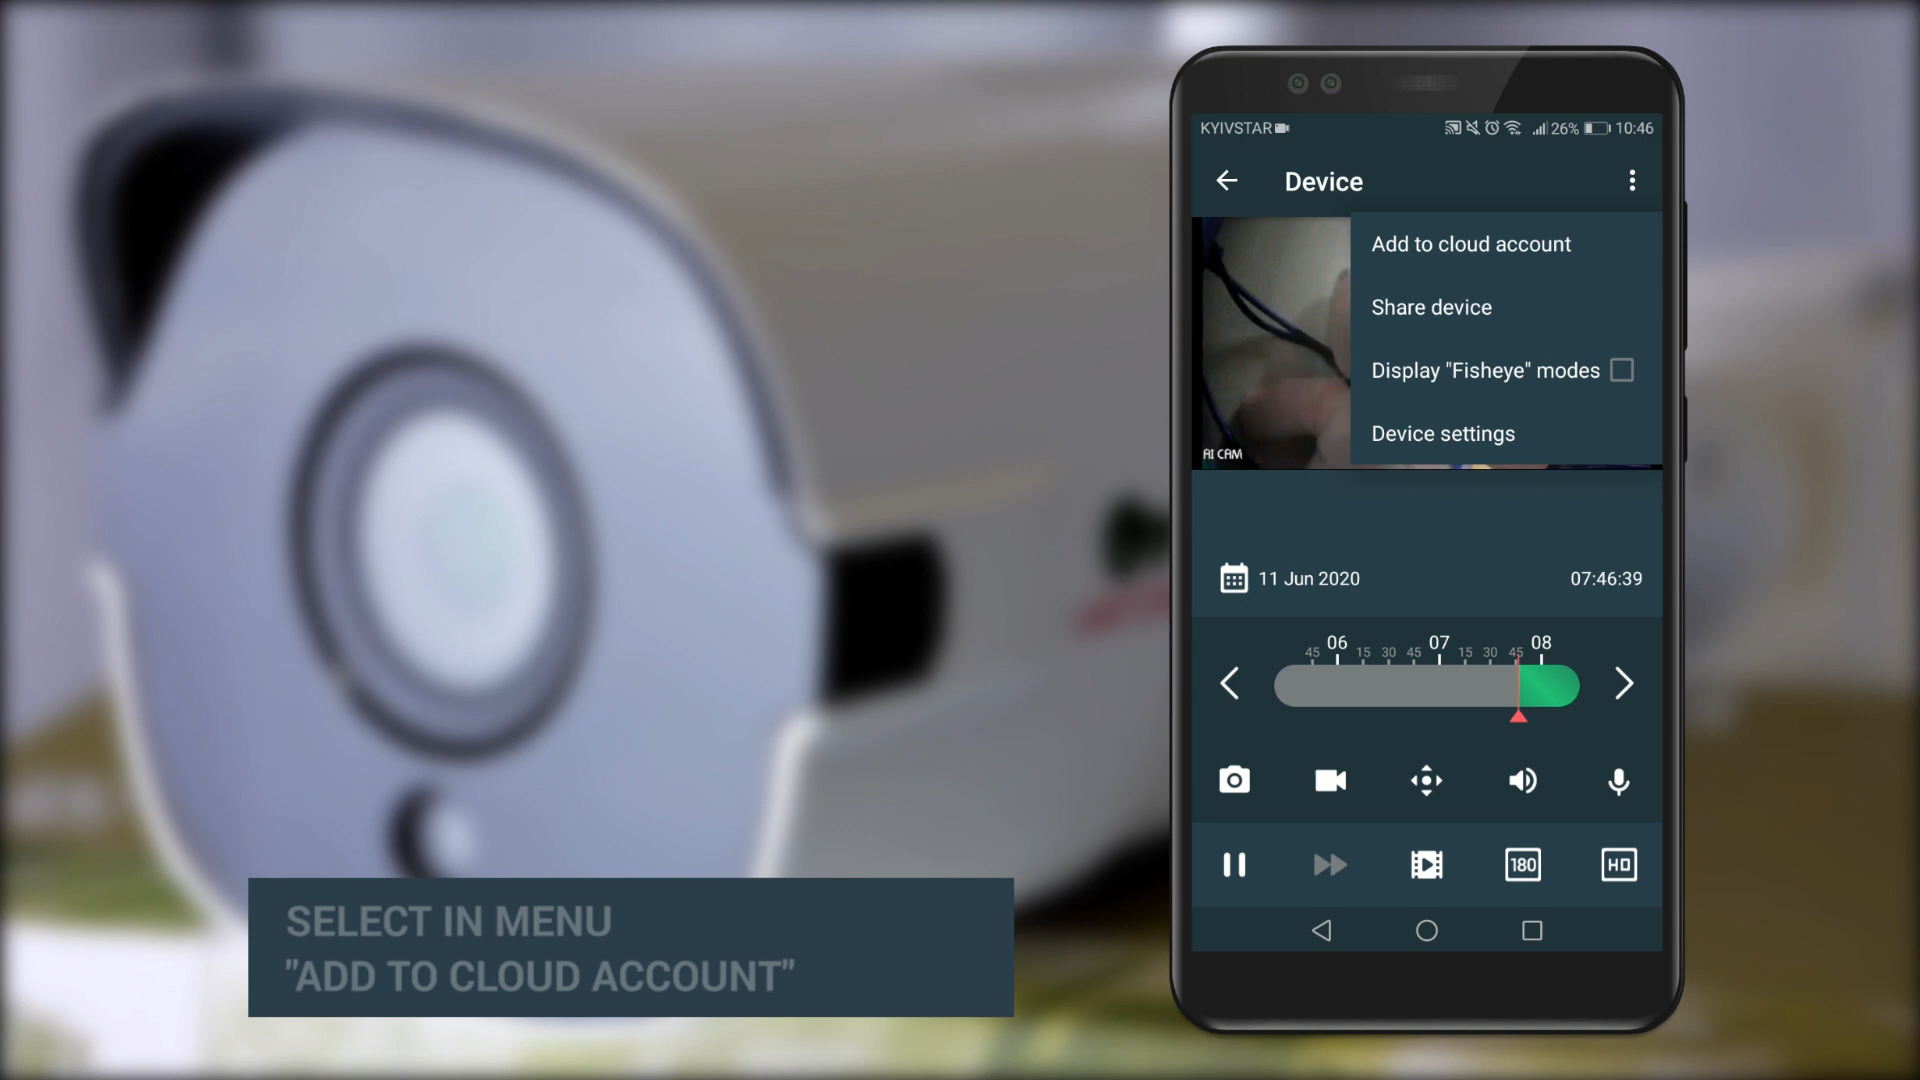 KYIVSTAR
26%
10:46
Device
Add to cloud account
Share device
Display "Fisheye" modes
Device settings
AI CAM
11 Jun 2020
07:46:39
45 06 15 30 45 07 15 30 45 08
180
HD
SELECT IN MENU
"ADD TO CLOUD ACCOUNT"